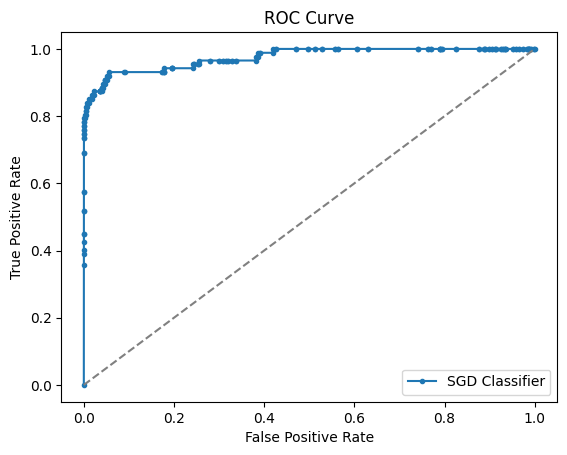 ROC Curve
True Positive Rate
1.0
0.8
0.6
0.4
0.2
0.0
0.0 0.2 0.4 0.6 0.8 1.0
False Positive Rate
SGD Classifier